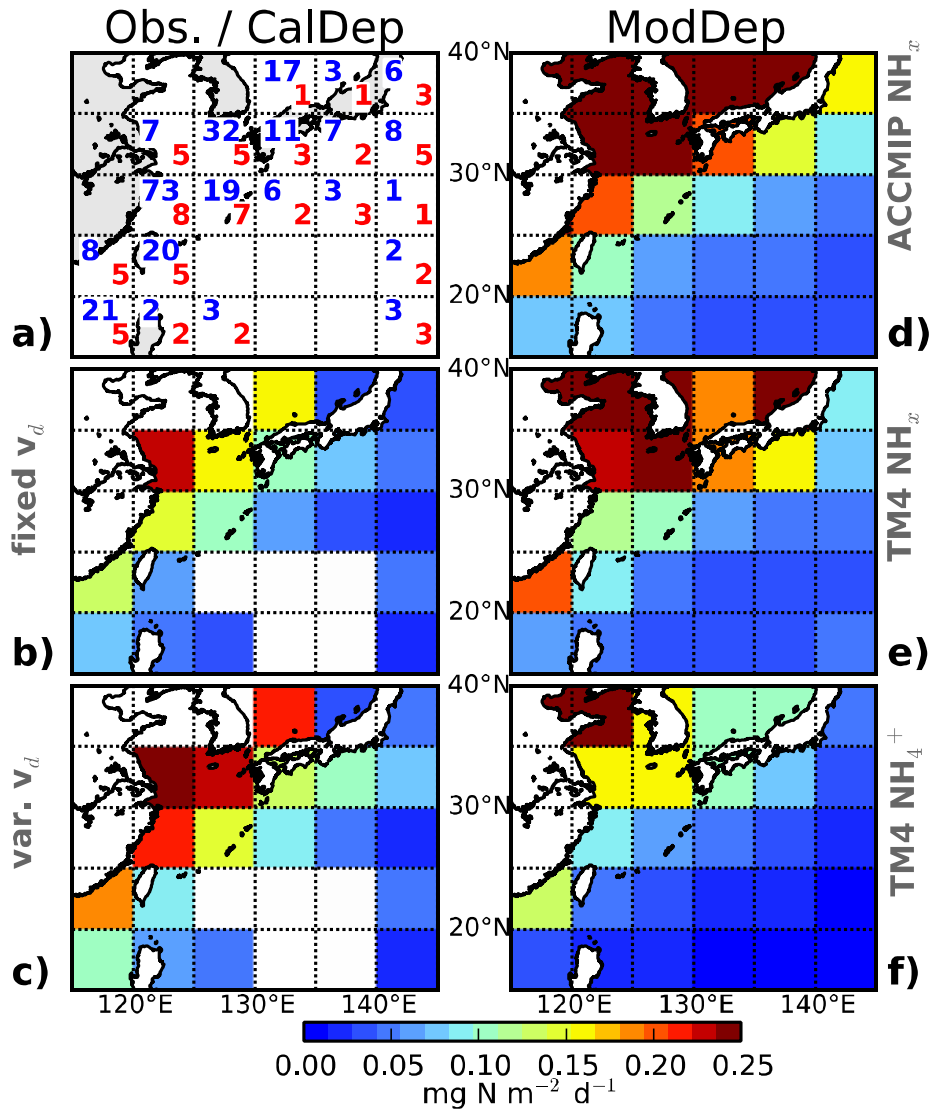 Obs. / CalDep
ModDep
40°N
17 3 6
1 1 3
7 32 11 7 8
5 5 3 2 5
30°N
73 19 6 3 1
8 7 2 3 1
8 20 2
5 5 2
20°N
21 2 3 3
5 2 2 3
a)
d)
ACCMIP NHₓ
40°N
fixed v_d
30°N
20°N
b)
e)
TM4 NHₓ
40°N
var. v_d
30°N
20°N
c)
f)
TM4 NH₄⁺
120°E 130°E 140°E
120°E 130°E 140°E
0.00 0.05 0.10 0.15 0.20 0.25
mg N m⁻² d⁻¹